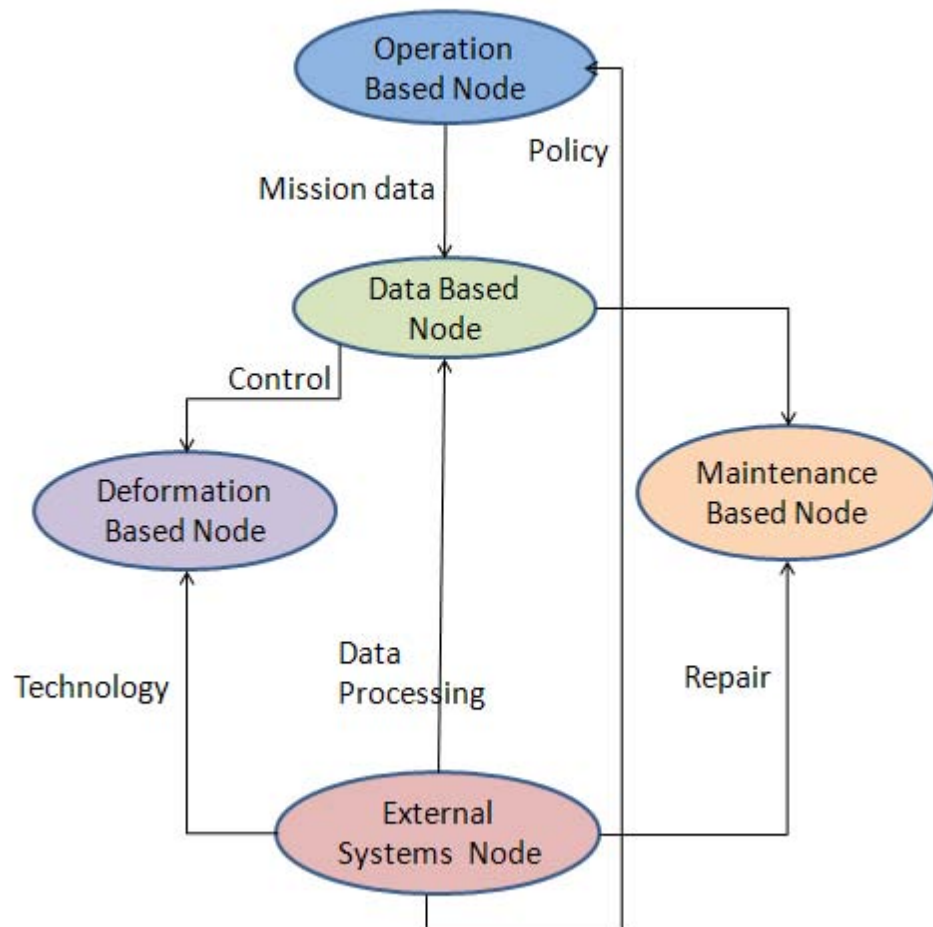 Operation
Based Node
Policy
Mission data
Data Based
Node
Control
Deformation
Based Node
Maintenance
Based Node
Data
Processing
Technology
Repair
External
Systems Node